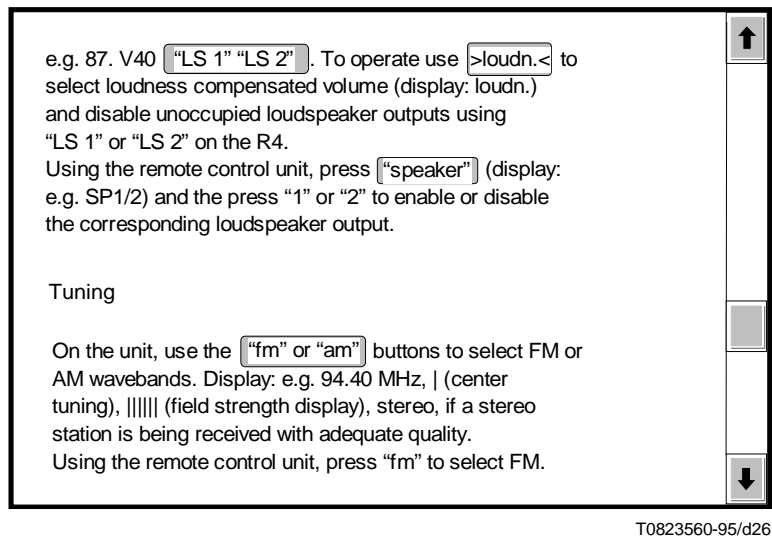 e.g. 87. V40 “LS 1” “LS 2” . To operate use >loudn.< to
select loudness compensated volume (display: loudn.)
and disable unoccupied loudspeaker outputs using
“LS 1” or “LS 2” on the R4.
Using the remote control unit, press “speaker” (display:
e.g. SP1/2) and the press “1” or “2” to enable or disable
the corresponding loudspeaker output.
Tuning
On the unit, use the “fm” or “am” buttons to select FM or
AM wavebands. Display: e.g. 94.40 MHz, | (center
tuning), |||||| (field strength display), stereo, if a stereo
station is being received with adequate quality.
Using the remote control unit, press “fm” to select FM.
T0823560-95/d26